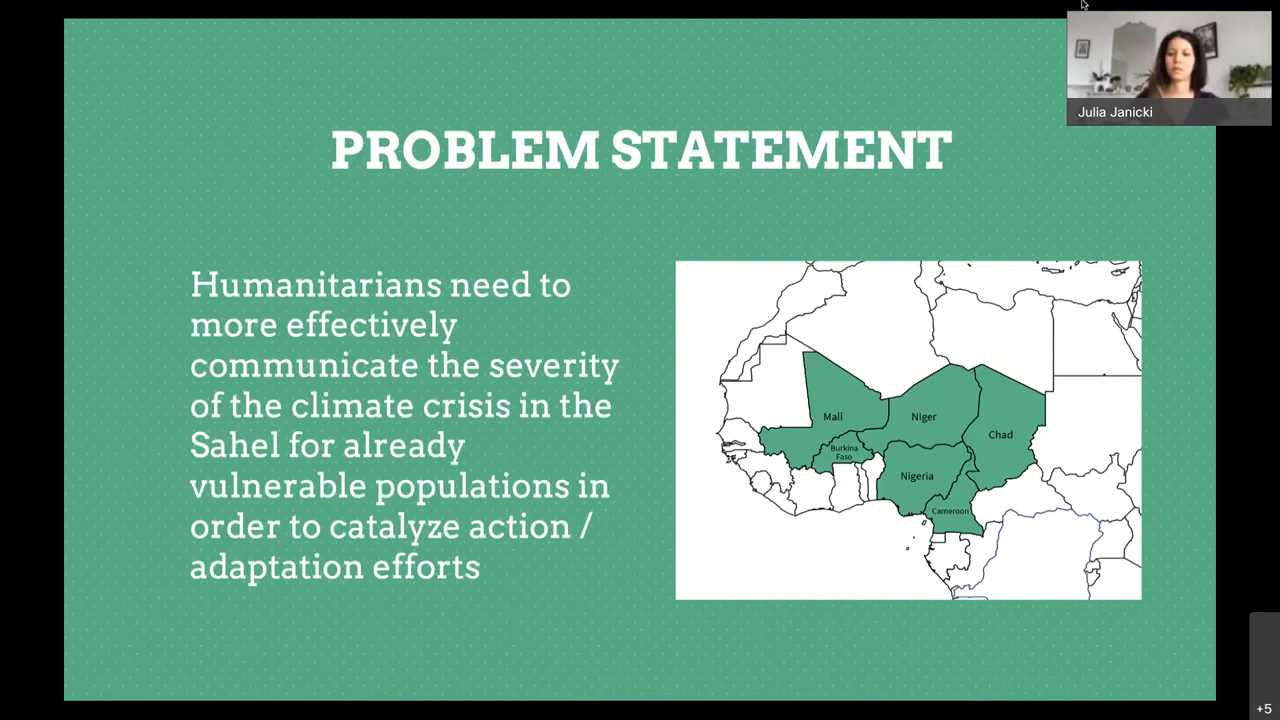 Julia Janicki
PROBLEM STATEMENT
Humanitarians need to
more effectively
communicate the severity
of the climate crisis in the
Sahel for already
vulnerable populations in
order to catalyze action /
adaptation efforts
Mali
Niger
Chad
Burkina
Faso
Nigeria
Cameroon
+5